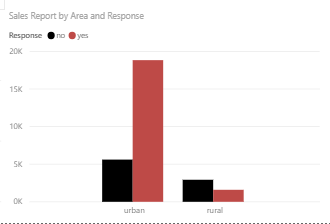 Sales Report by Area and Response
Response no yes
20K
15K
10K
5K
0K
urban rural